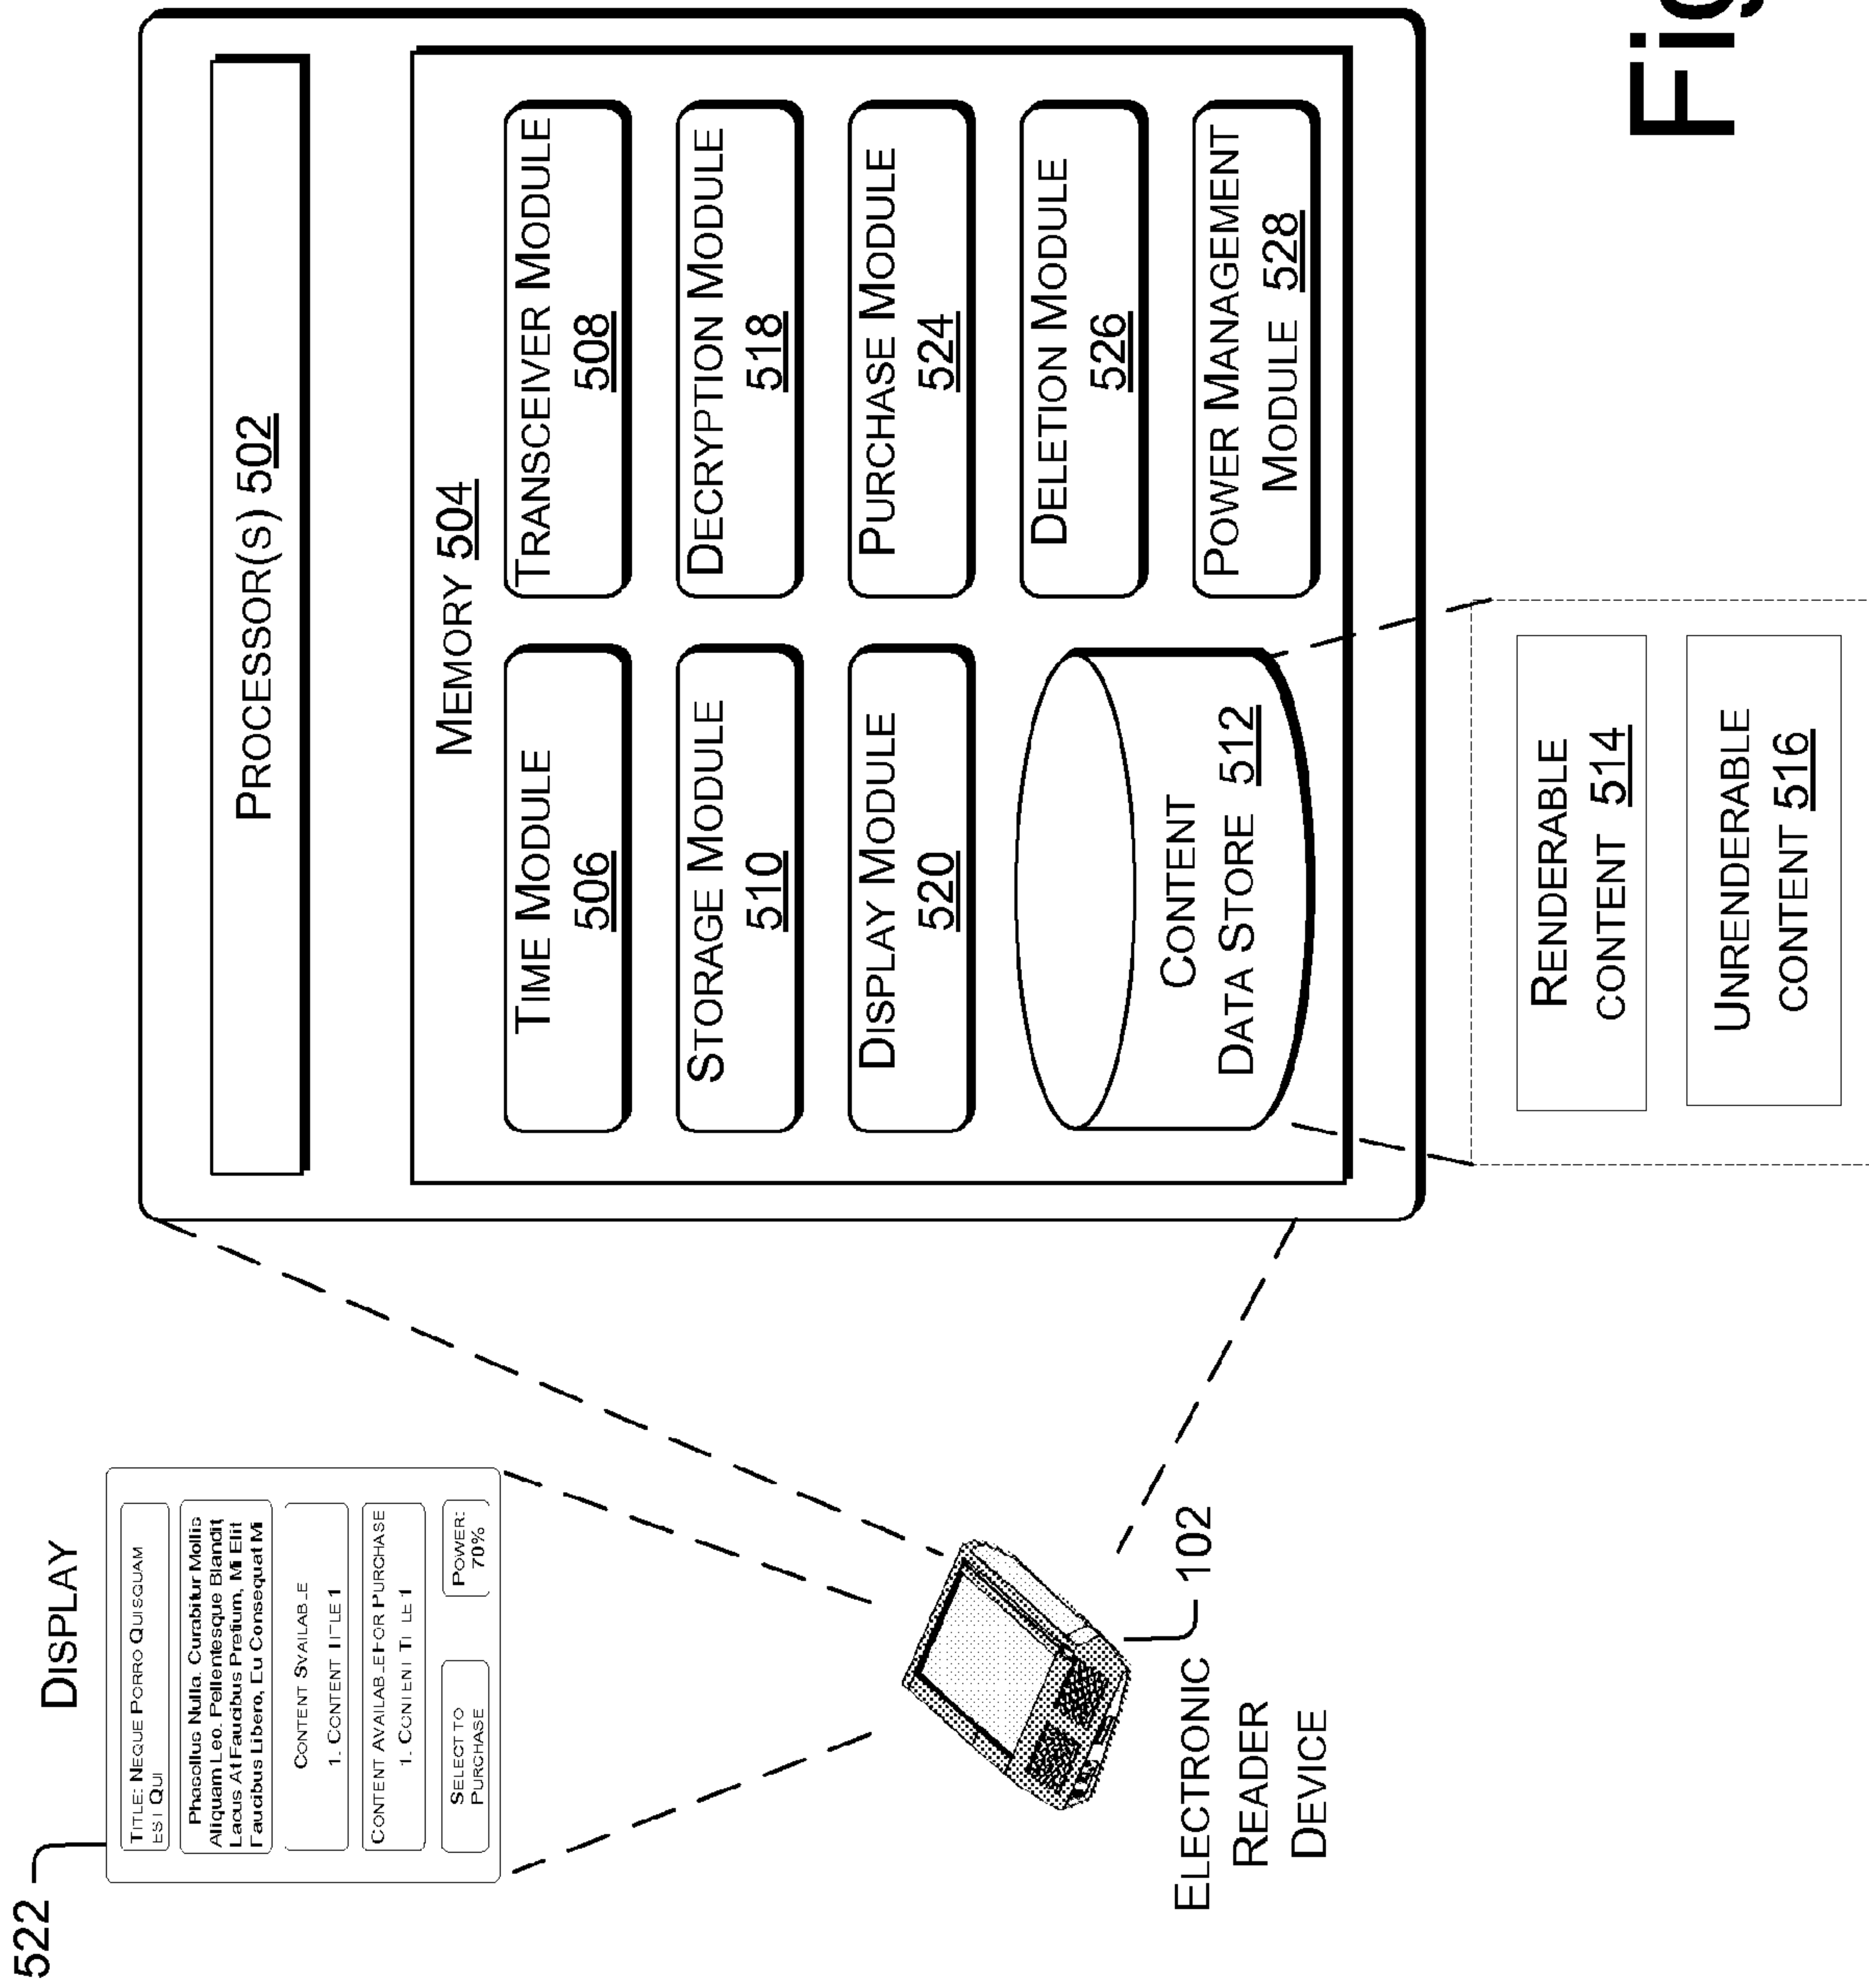 522
DISPLAY
TITLE: NEQUE PORRO QUISQUAM
EST QUI
Phasellus Nulla. Curabitur Mollis
Aliquam Leo. Pellentesque Blandit,
Lacus At Faucibus Pretium, Mi Elit
Faucibus Libero, Eu Consequat Mi
CONTENT SVAILABLE
1. CONTENT TITLE 1
CONTENT AVAILABLE FOR PURCHASE
1. CONTENT TITLE 1
SELECT TO
PURCHASE
POWER:
70%
ELECTRONIC
READER
DEVICE
102
PROCESSOR(S) 502
MEMORY 504
TIME MODULE
506
TRANSCEIVER MODULE
508
STORAGE MODULE
510
DECRYPTION MODULE
518
DISPLAY MODULE
520
PURCHASE MODULE
524
CONTENT
DATA STORE 512
DELETION MODULE
526
POWER MANAGEMENT
MODULE 528
RENDERABLE
CONTENT 514
UNRENDERABLE
CONTENT 516
Fig